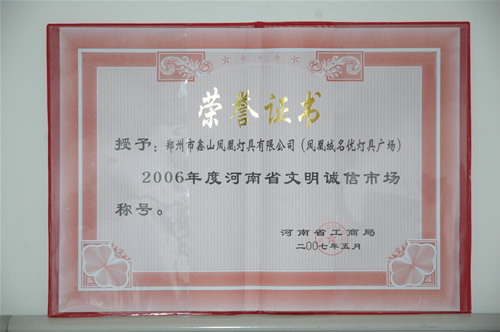 荣誉证书
授予：郑州市鑫山凤凰灯具有限公司（凤凰城名优灯具广场）
2006年度河南省文明诚信市场
称号。
河南省工商局
二00七年五月